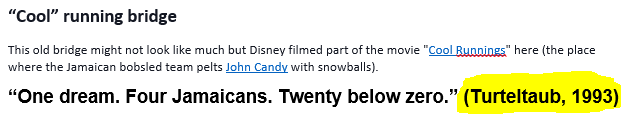 “Cool” running bridge
This old bridge might not look like much but Disney filmed part of the movie "Cool Runnings" here (the place
where the Jamaican bobsled team pelts John Candy with snowballs).
“One dream. Four Jamaicans. Twenty below zero.” (Turteltaub, 1993)